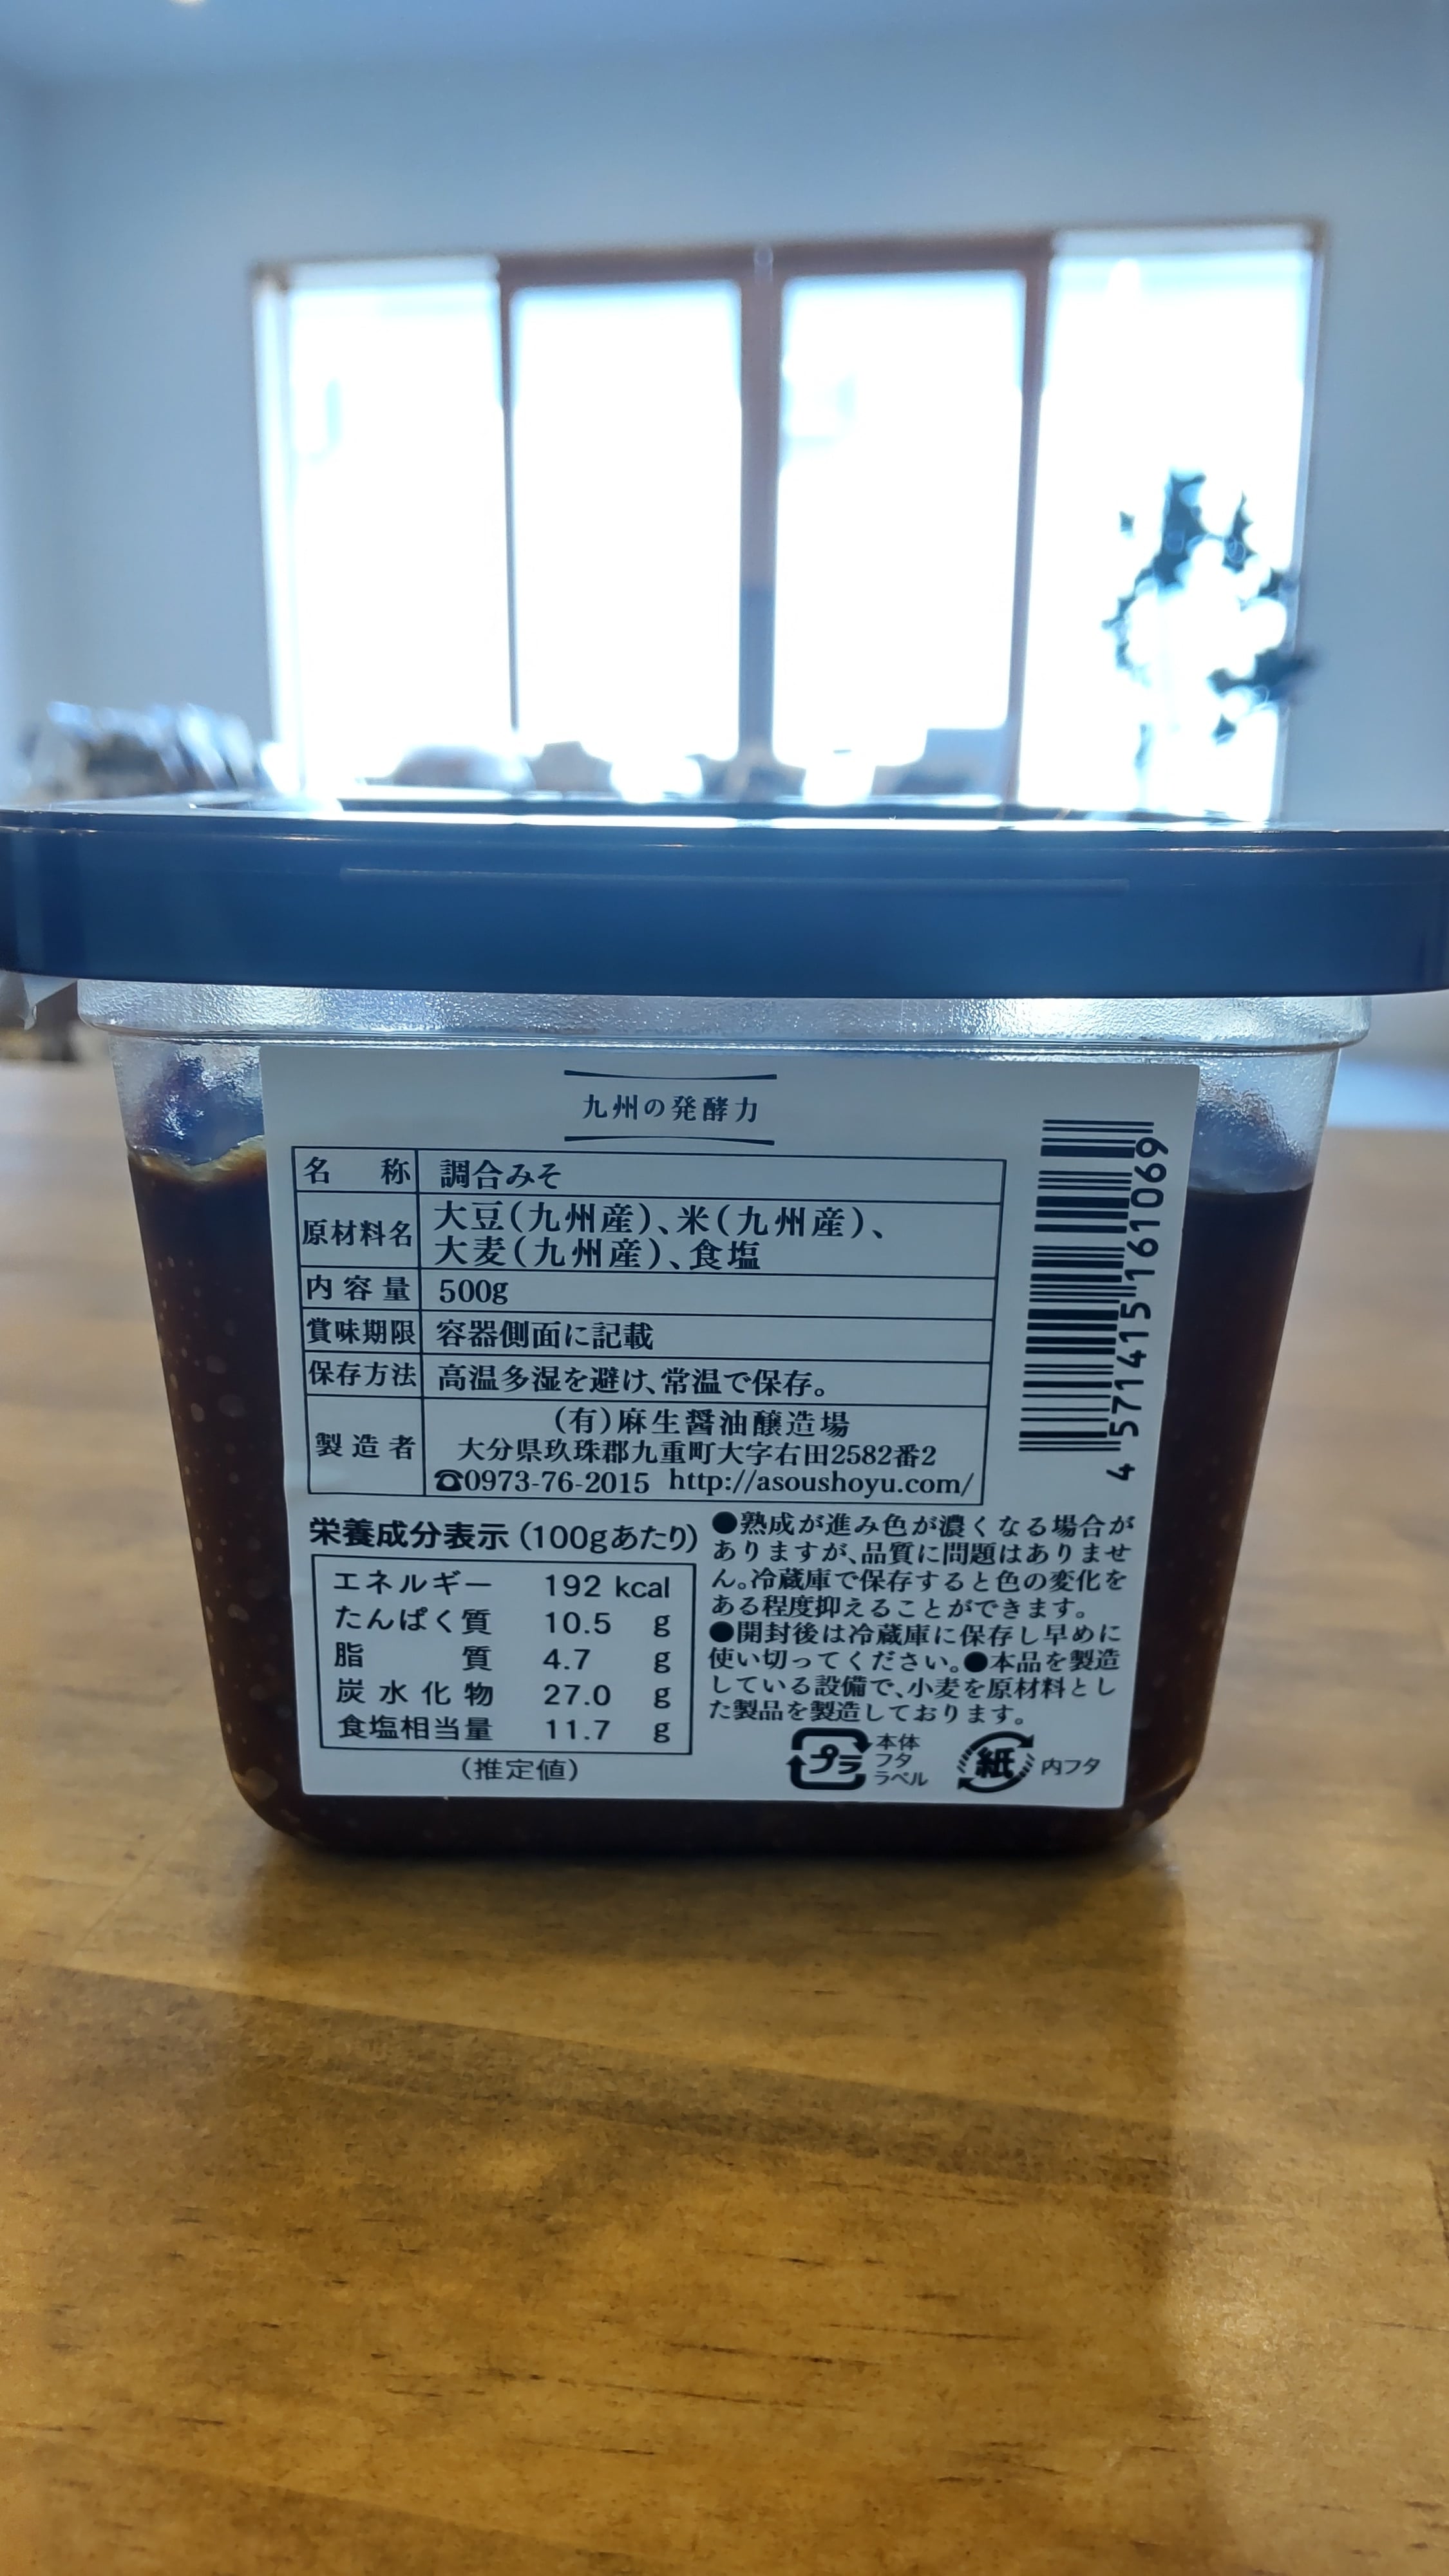 九州の発酵力
名称 調合みそ
原材料名 大豆(九州産)、米(九州産)、
大麦(九州産)、食塩
内容量 500g
賞味期限 容器側面に記載
保存方法 高温多湿を避け、常温で保存。
製造者 (有)麻生醤油醸造場
大分県玖珠郡九重町大字右田2582番2
☎0973-76-2015 http://asoushoyu.com/
4571415161069
栄養成分表示(100gあたり)
エネルギー 192 kcal
たんぱく質 10.5 g
脂質 4.7 g
炭水化物 27.0 g
食塩相当量 11.7 g
(推定値)
●熟成が進み色が濃くなる場合が
ありますが、品質に問題はありませ
ん。冷蔵庫で保存すると色の変化を
ある程度抑えることができます。
●開封後は冷蔵庫に保存し早めに
使い切ってください。●本品を製造
している設備で、小麦を原材料とし
た製品を製造しております。
プラ
本体
フタ
ラベル
紙
内フタ